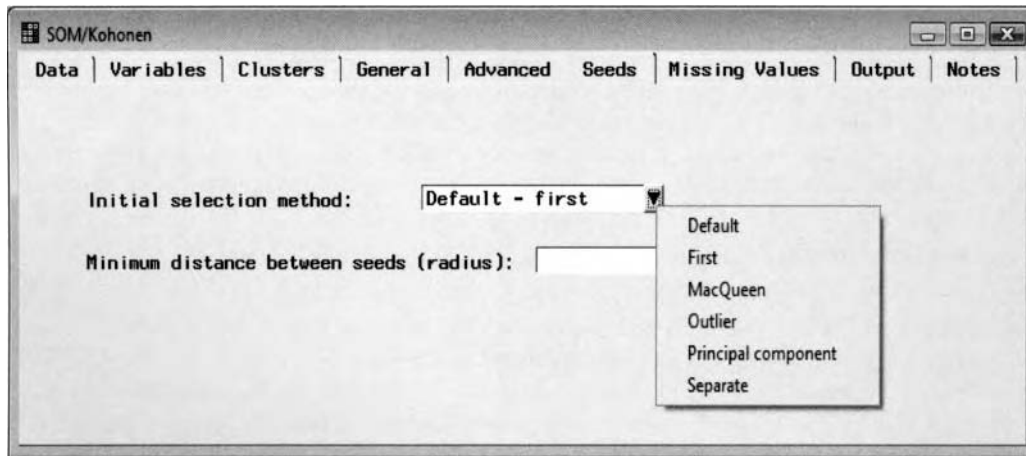 SOM/Kohonen
Data | Variables | Clusters | General | Advanced Seeds | Missing Values | Output | Notes |
Initial selection method: Default - first
Default
First
Minimum distance between seeds (radius):
MacQueen
Outlier
Principal component
Separate